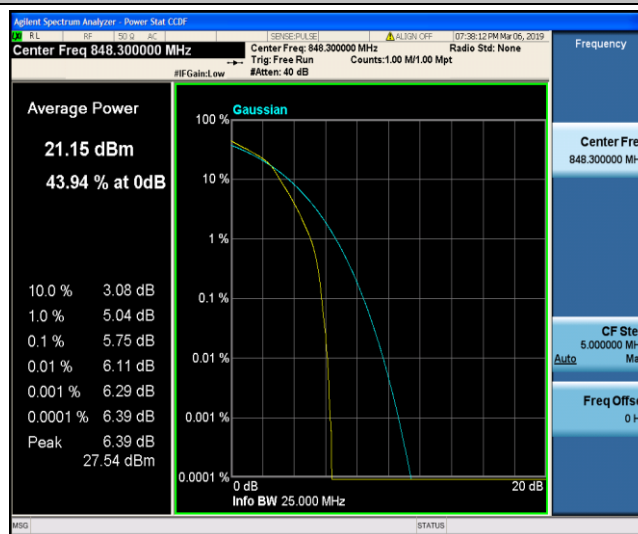 Agilent Spectrum Analyzer - Power Stat CCDF
RL RF 50 Ω AC SENSE:PULSE ALIGN OFF 07:38:12 PM Mar 06, 2019
Center Freq 848.300000 MHz
Center Freq: 848.300000 MHz Radio Std: None
Trig: Free Run Counts:1.00 M/1.00 Mpt
#IFGain:Low #Atten: 40 dB
Frequency
Average Power
21.15 dBm
43.94 % at 0dB
10.0 % 3.08 dB
1.0 % 5.04 dB
0.1 % 5.75 dB
0.01 % 6.11 dB
0.001 % 6.29 dB
0.0001 % 6.39 dB
Peak 6.39 dB
27.54 dBm
Gaussian
100 %
10 %
1 %
0.1 %
0.01 %
0.001 %
0.0001 %
0 dB 20 dB
Info BW 25.000 MHz
Center Fre
848.300000 MH
CF Ste
5.000000 MH
Auto Ma
Freq Offse
0 H
MSG STATUS